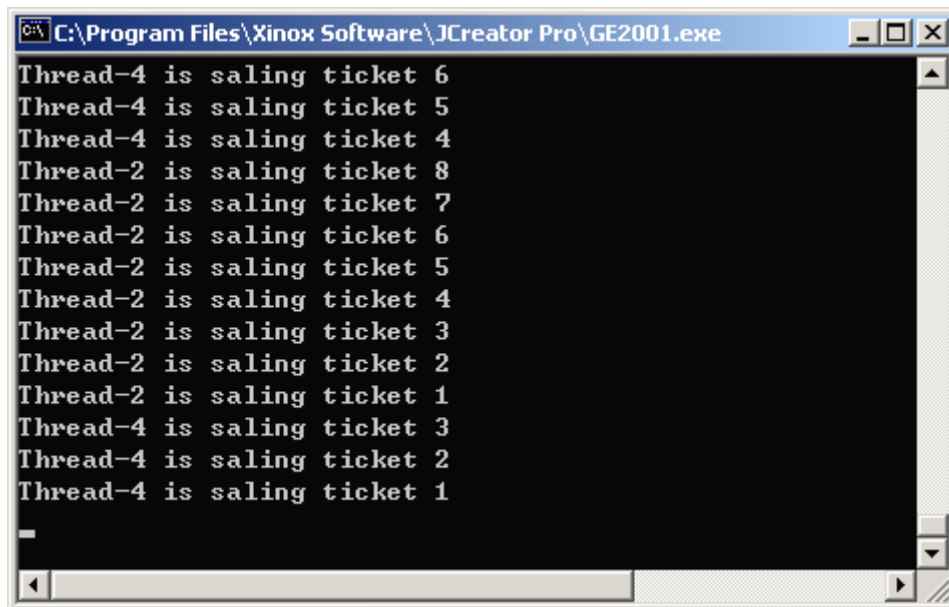 C:\Program Files\Xinox Software\JCreator Pro\GE2001.exe
Thread-4 is saling ticket 6
Thread-4 is saling ticket 5
Thread-4 is saling ticket 4
Thread-2 is saling ticket 8
Thread-2 is saling ticket 7
Thread-2 is saling ticket 6
Thread-2 is saling ticket 5
Thread-2 is saling ticket 4
Thread-2 is saling ticket 3
Thread-2 is saling ticket 2
Thread-2 is saling ticket 1
Thread-4 is saling ticket 3
Thread-4 is saling ticket 2
Thread-4 is saling ticket 1